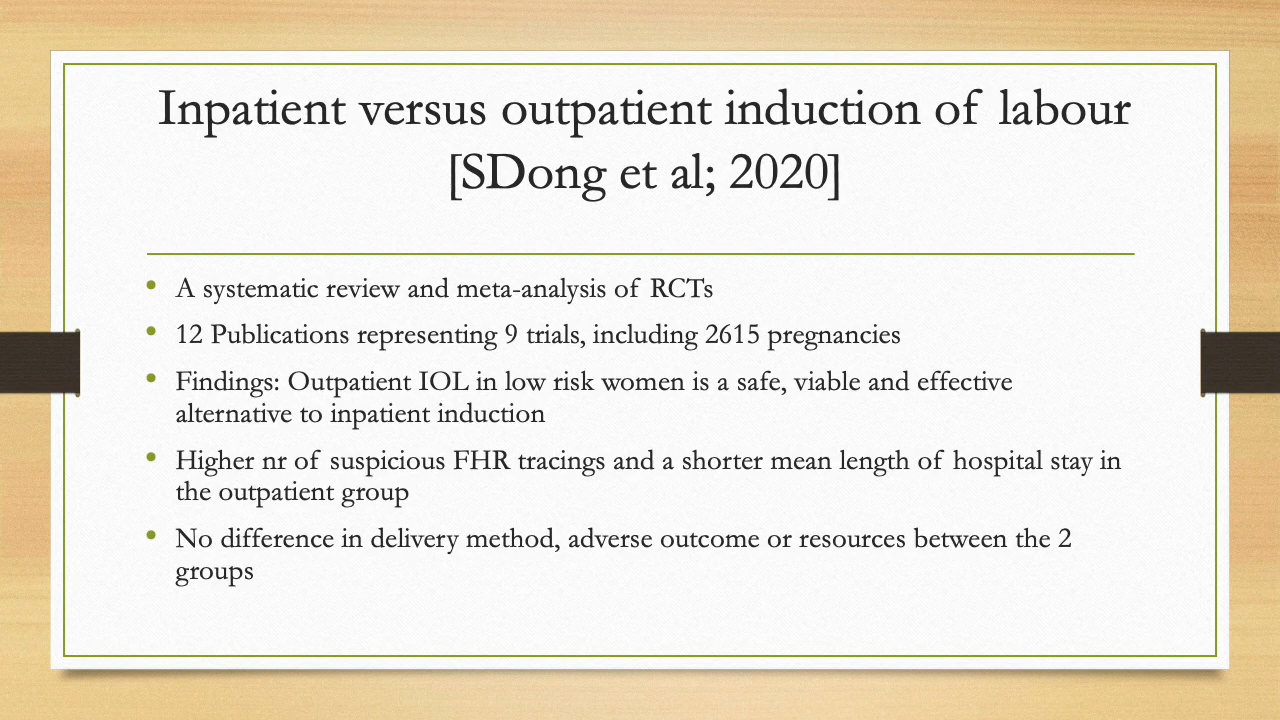 Inpatient versus outpatient induction of labour
[SDong et al; 2020]
• A systematic review and meta-analysis of RCTs
• 12 Publications representing 9 trials, including 2615 pregnancies
• Findings: Outpatient IOL in low risk women is a safe, viable and effective
alternative to inpatient induction
• Higher nr of suspicious FHR tracings and a shorter mean length of hospital stay in
the outpatient group
• No difference in delivery method, adverse outcome or resources between the 2
groups